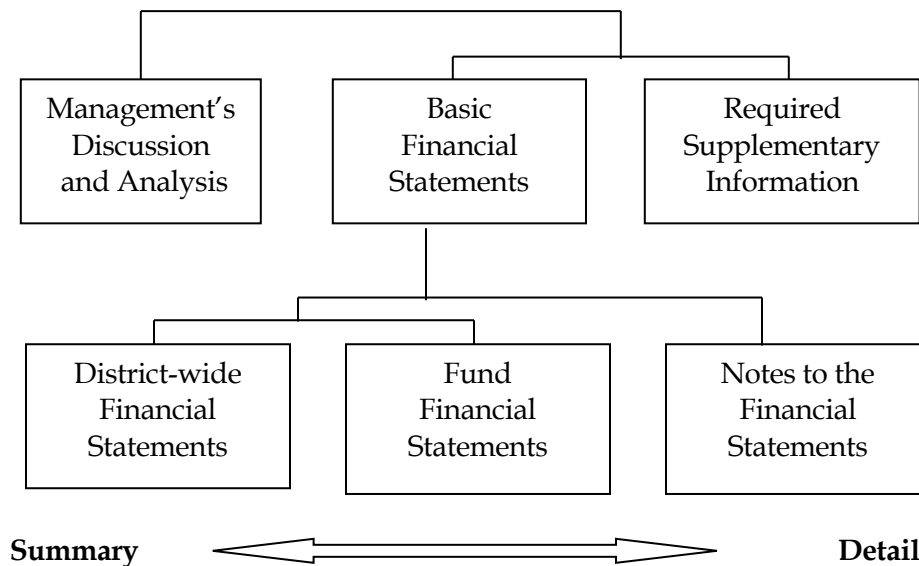 Management’s
Discussion
and Analysis
Basic
Financial
Statements
Required
Supplementary
Information
District-wide
Financial
Statements
Fund
Financial
Statements
Notes to the
Financial
Statements
Summary
Detail